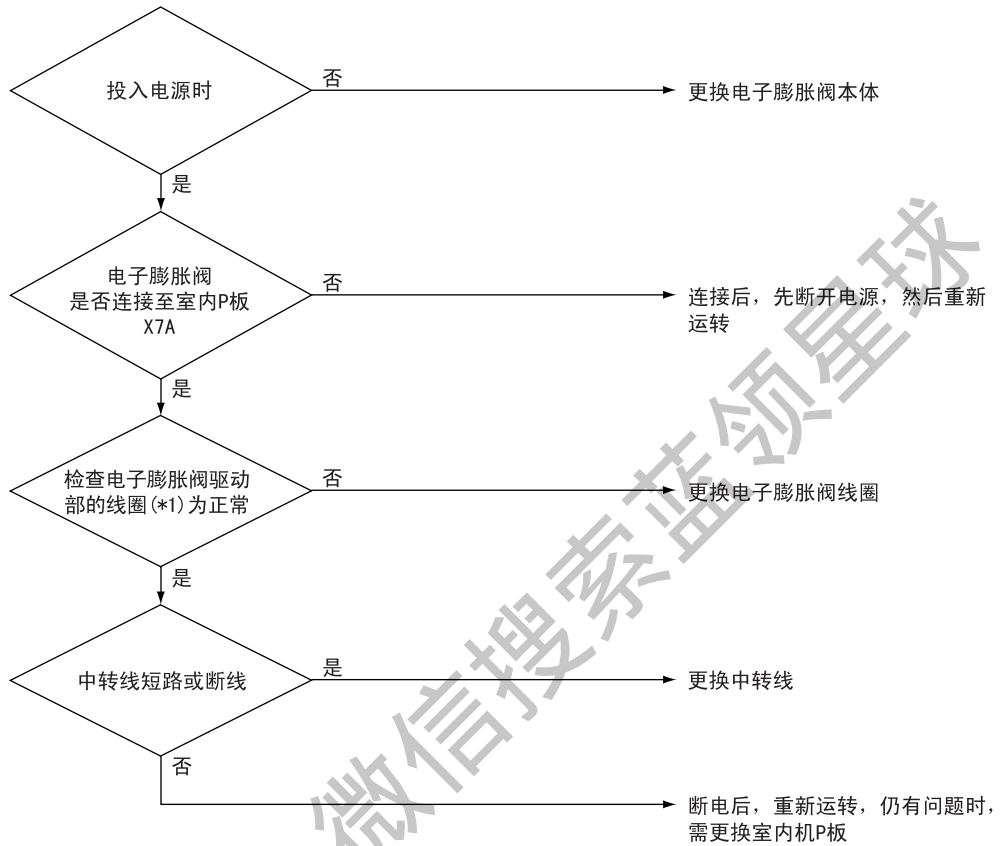 投入电源时
否
更换电子膨胀阀本体
是
电子膨胀阀
是否连接至室内P板
X7A
否
连接后，先断开电源，然后重新
运转
是
检查电子膨胀阀驱动
部的线圈(*1)为正常
否
更换电子膨胀阀线圈
是
中转线短路或断线
是
更换中转线
否
断电后，重新运转，仍有问题时，
需更换室内机P板
微信搜索蓝领星球